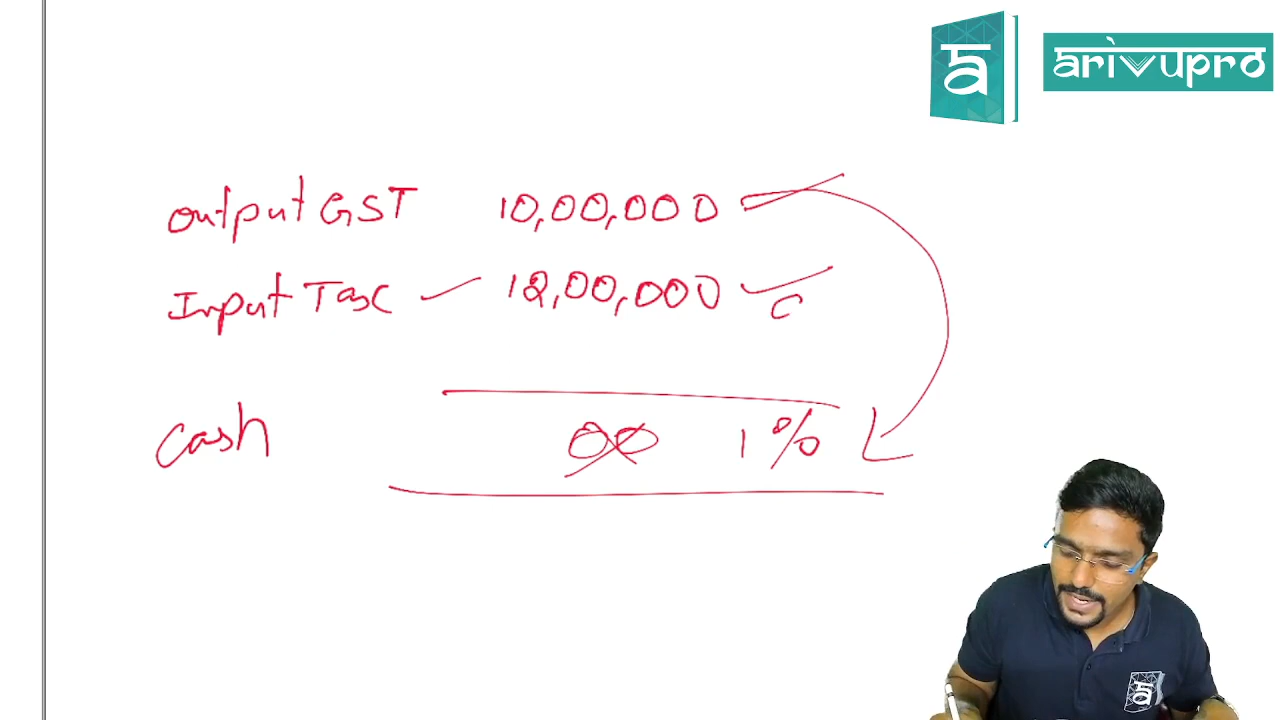 arivupro
output GST 10,00,000
Input Tax 12,00,000
C
cash 00 1%